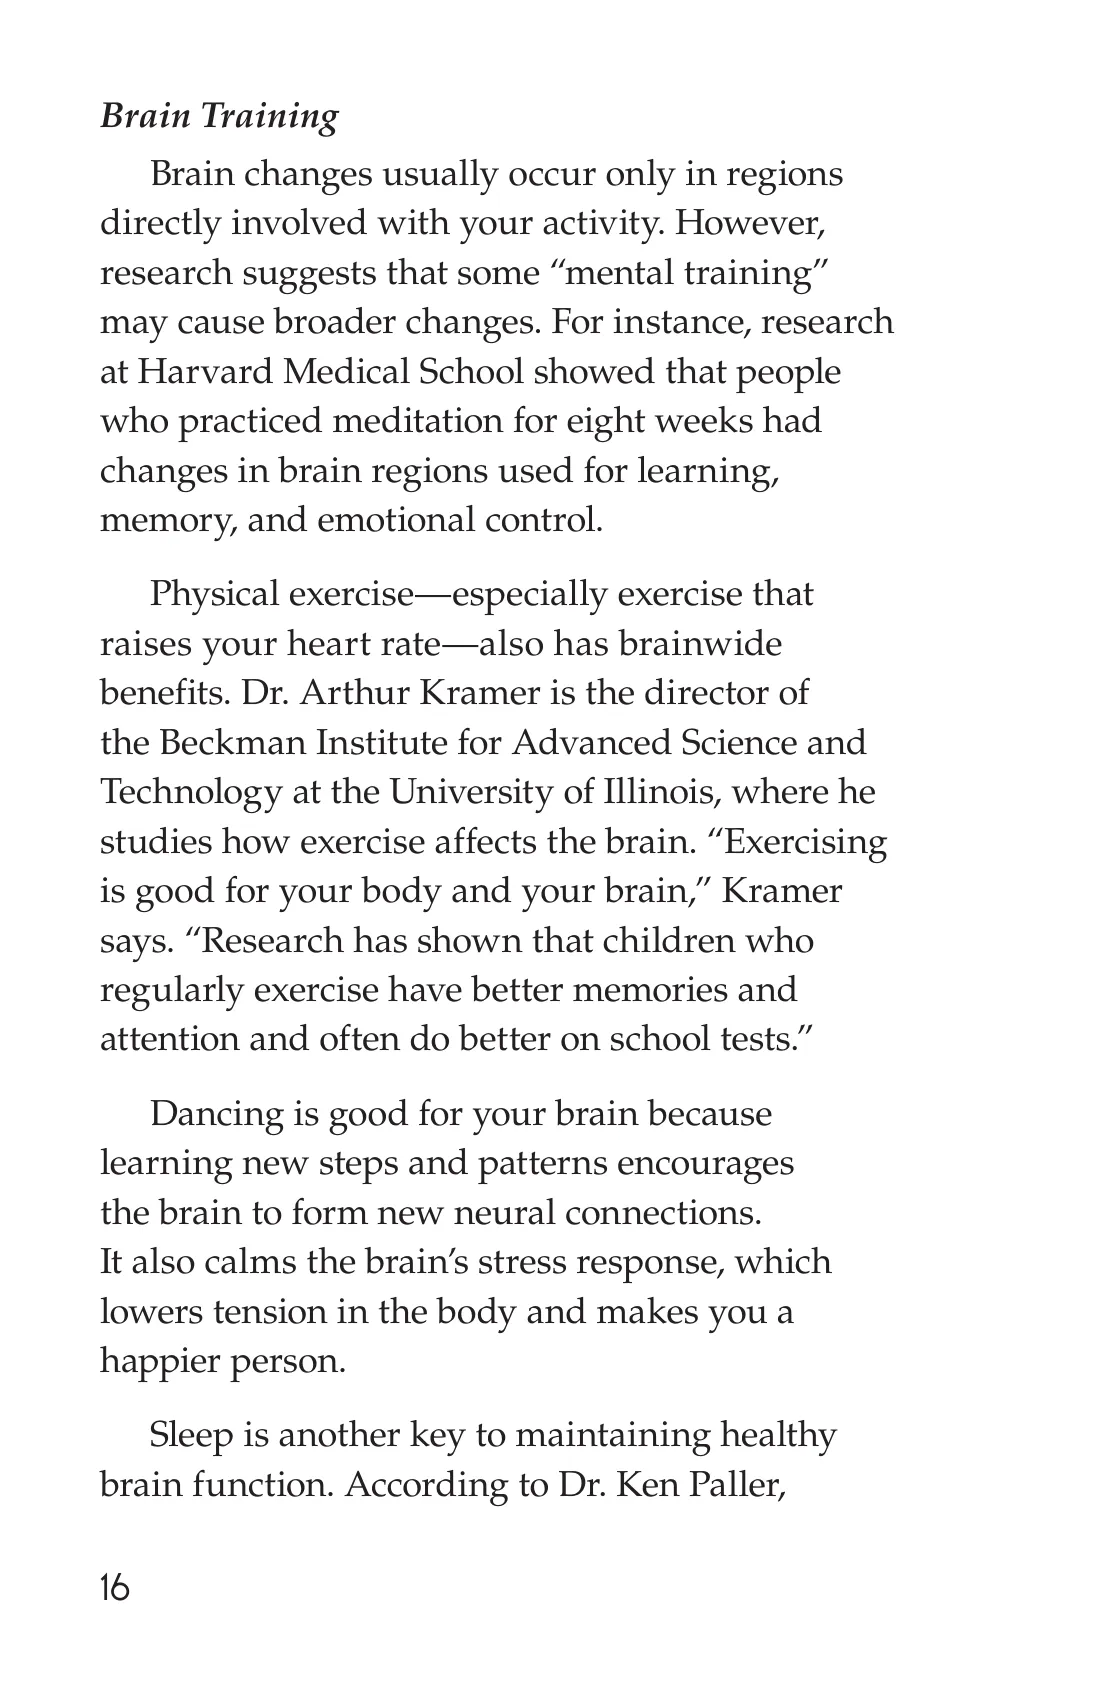 Brain Training
Brain changes usually occur only in regions
directly involved with your activity. However,
research suggests that some “mental training”
may cause broader changes. For instance, research
at Harvard Medical School showed that people
who practiced meditation for eight weeks had
changes in brain regions used for learning,
memory, and emotional control.
Physical exercise—especially exercise that
raises your heart rate—also has brainwide
benefits. Dr. Arthur Kramer is the director of
the Beckman Institute for Advanced Science and
Technology at the University of Illinois, where he
studies how exercise affects the brain. “Exercising
is good for your body and your brain,” Kramer
says. “Research has shown that children who
regularly exercise have better memories and
attention and often do better on school tests.”
Dancing is good for your brain because
learning new steps and patterns encourages
the brain to form new neural connections.
It also calms the brain’s stress response, which
lowers tension in the body and makes you a
happier person.
Sleep is another key to maintaining healthy
brain function. According to Dr. Ken Paller,
16